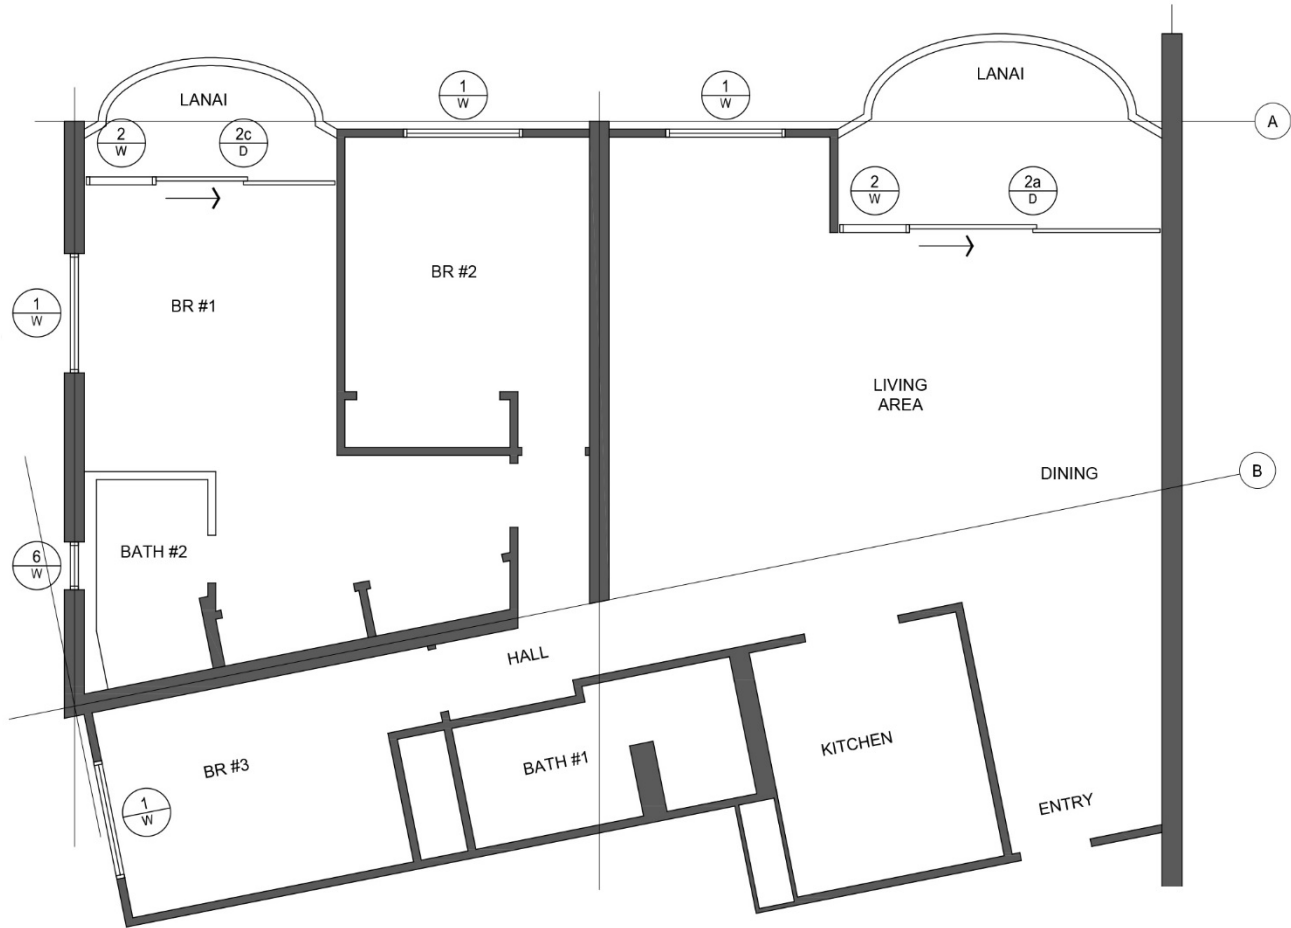 LANAI
1
W
1
W
LANAI
A
2
W
2c
D
2
W
2a
D
BR #2
BR #1
1
W
LIVING
AREA
DINING
B
BATH #2
6
W
HALL
KITCHEN
BR #3
BATH #1
ENTRY
1
W